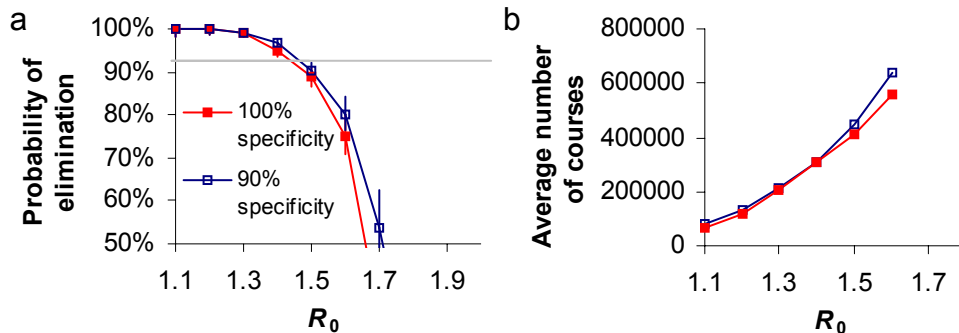 a
Probability of
elimination
100%
90%
80%
70%
60%
50%
100%
specificity
90%
specificity
1.1 1.3 1.5 1.7 1.9
R0
b
Average number
of courses
800000
600000
400000
200000
0
1.1 1.3 1.5 1.7
R0